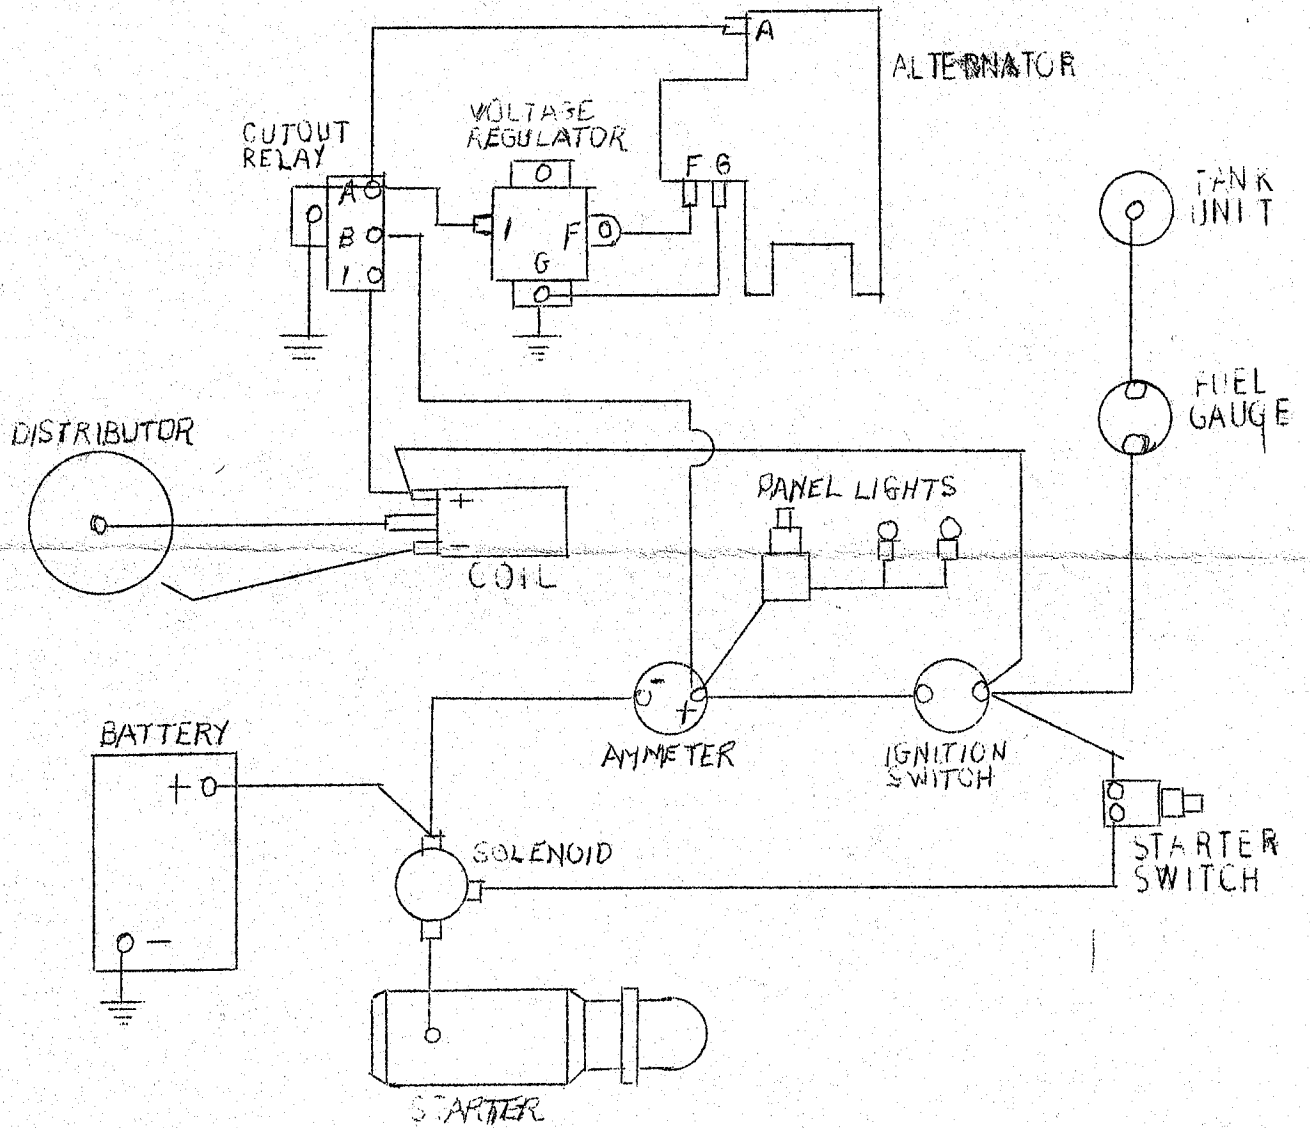 A
ALTERNATOR
VOLTAGE
REGULATOR
CUTOUT
RELAY
F G
TANK
UNIT
A
B
I
I
F
G
FUEL
GAUGE
DISTRIBUTOR
PANEL LIGHTS
+
-
COIL
-
+
AMMETER
IGNITION
SWITCH
BATTERY
+
-
SOLENOID
STARTER
SWITCH
STARTER